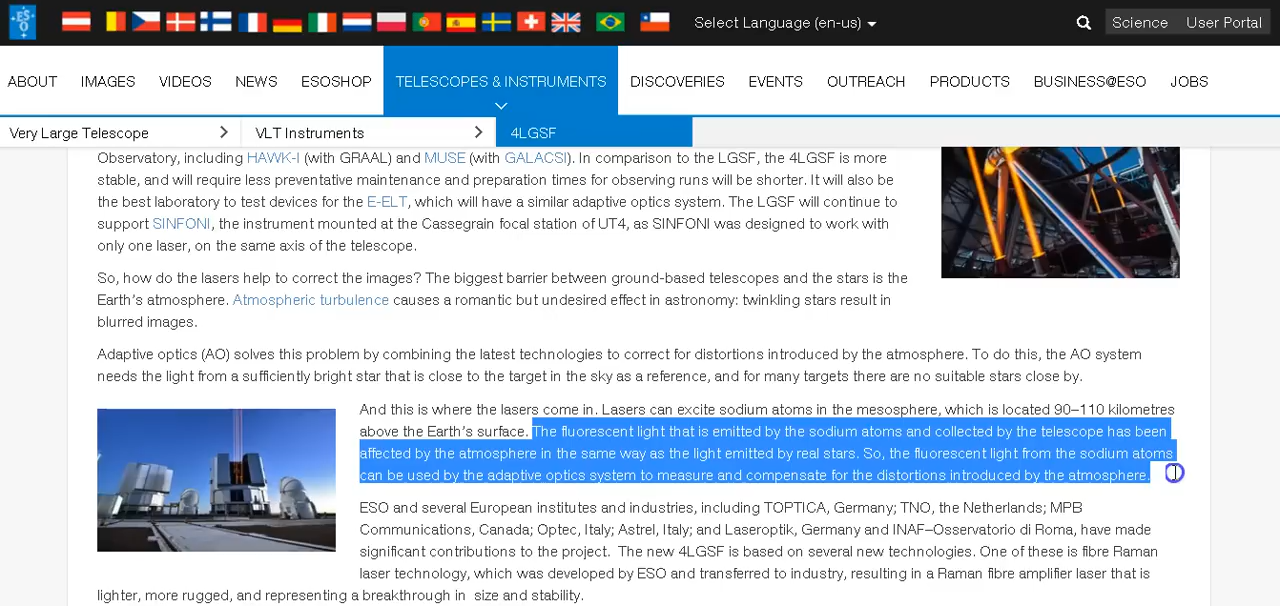 ES
O
Select Language (en-us)
Science User Portal
ABOUT IMAGES VIDEOS NEWS ESOSHOP TELESCOPES & INSTRUMENTS DISCOVERIES EVENTS OUTREACH PRODUCTS BUSINESS@ESO JOBS
Very Large Telescope VLT Instruments 4LGSF
Observatory, including HAWK-I (with GRAAL) and MUSE (with GALACSI). In comparison to the LGSF, the 4LGSF is more
stable, and will require less preventative maintenance and preparation times for observing runs will be shorter. It will also be
the best laboratory to test devices for the E-ELT, which will have a similar adaptive optics system. The LGSF will continue to
support SINFONI, the instrument mounted at the Cassegrain focal station of UT4, as SINFONI was designed to work with
only one laser, on the same axis of the telescope.
So, how do the lasers help to correct the images? The biggest barrier between ground-based telescopes and the stars is the
Earth's atmosphere. Atmospheric turbulence causes a romantic but undesired effect in astronomy: twinkling stars result in
blurred images.
Adaptive optics (AO) solves this problem by combining the latest technologies to correct for distortions introduced by the atmosphere. To do this, the AO system
needs the light from a sufficiently bright star that is close to the target in the sky as a reference, and for many targets there are no suitable stars close by.
And this is where the lasers come in. Lasers can excite sodium atoms in the mesosphere, which is located 90–110 kilometres
above the Earth's surface. The fluorescent light that is emitted by the sodium atoms and collected by the telescope has been
affected by the atmosphere in the same way as the light emitted by real stars. So, the fluorescent light from the sodium atoms
can be used by the adaptive optics system to measure and compensate for the distortions introduced by the atmosphere.
ESO and several European institutes and industries, including TOPTICA, Germany; TNO, the Netherlands; MPB
Communications, Canada; Optec, Italy; Astrel, Italy; and Laseroptik, Germany and INAF–Osservatorio di Roma, have made
significant contributions to the project. The new 4LGSF is based on several new technologies. One of these is fibre Raman
laser technology, which was developed by ESO and transferred to industry, resulting in a Raman fibre amplifier laser that is
lighter, more rugged, and representing a breakthrough in size and stability.